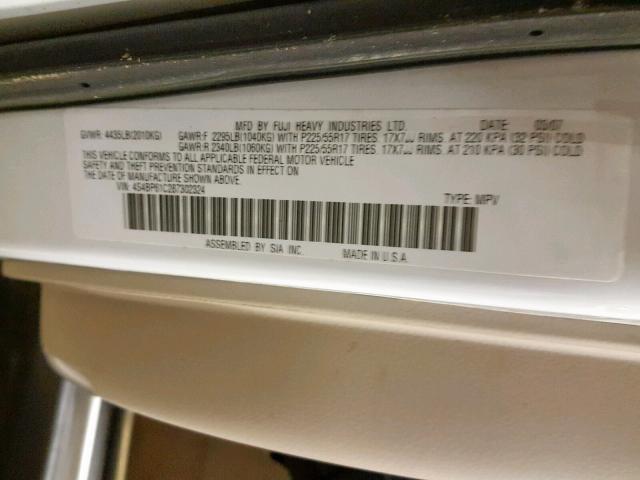 MFD BY FUJI HEAVY INDUSTRIES LTD. DATE: 03/07
GVWR: 4435LB(2010KG) GAWR:F 2295LB(1040KG) WITH P225/55R17 TIRES. 17X7JJ RIMS. AT 220 KPA (32 PSI) COLD
GAWR:R 2340LB(1060KG) WITH P225/55R17 TIRES. 17X7JJ RIMS. AT 210 KPA (30 PSI) COLD
THIS VEHICLE CONFORMS TO ALL APPLICABLE FEDERAL MOTOR VEHICLE
SAFETY AND THEFT PREVENTION STANDARDS IN EFFECT ON
THE DATE OF MANUFACTURE SHOWN ABOVE.
VIN: 4S4BP61C287302324 TYPE: MPV
ASSEMBLED BY SIA INC. MADE IN U.S.A